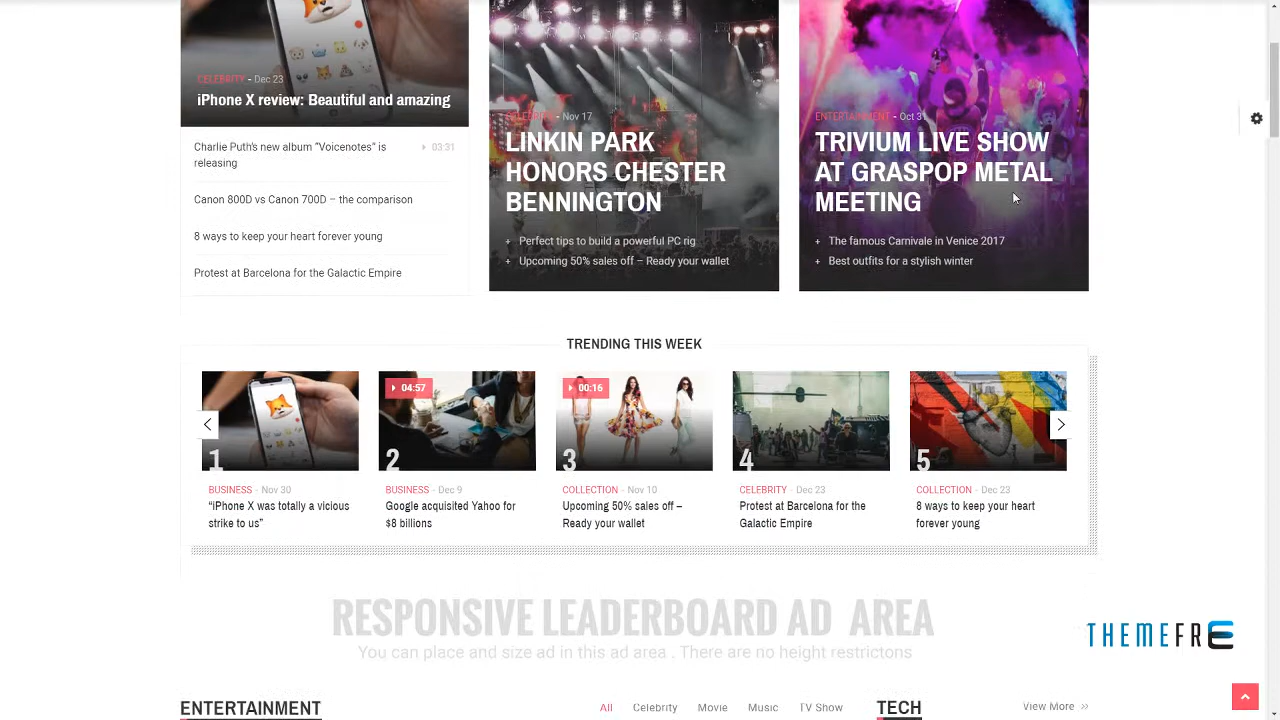 CELEBRITY - Dec 23
iPhone X review: Beautiful and amazing
Charlie Puth's new album "Voicenotes" is
releasing
03:31
Canon 800D vs Canon 700D – the comparison
8 ways to keep your heart forever young
Protest at Barcelona for the Galactic Empire
CELEBRITY - Nov 17
LINKIN PARK
HONORS CHESTER
BENNINGTON
+ Perfect tips to build a powerful PC rig
+ Upcoming 50% sales off – Ready your wallet
ENTERTAINMENT - Oct 31
TRIVIUM LIVE SHOW
AT GRASPOP METAL
MEETING
+ The famous Carnivale in Venice 2017
+ Best outfits for a stylish winter
TRENDING THIS WEEK
1
BUSINESS - Nov 30
“iPhone X was totally a vicious
strike to us”
04:57
2
BUSINESS - Dec 9
Google acquired Yahoo for
$8 billions
00:16
3
COLLECTION - Nov 10
Upcoming 50% sales off –
Ready your wallet
4
CELEBRITY - Dec 23
Protest at Barcelona for the
Galactic Empire
5
COLLECTION - Dec 23
8 ways to keep your heart
forever young
RESPONSIVE LEADERBOARD AD AREA
You can place and size ad in this ad area . There are no height restrictons
THEMEFRE
ENTERTAINMENT
All Celebrity Movie Music TV Show
TECH
View More »